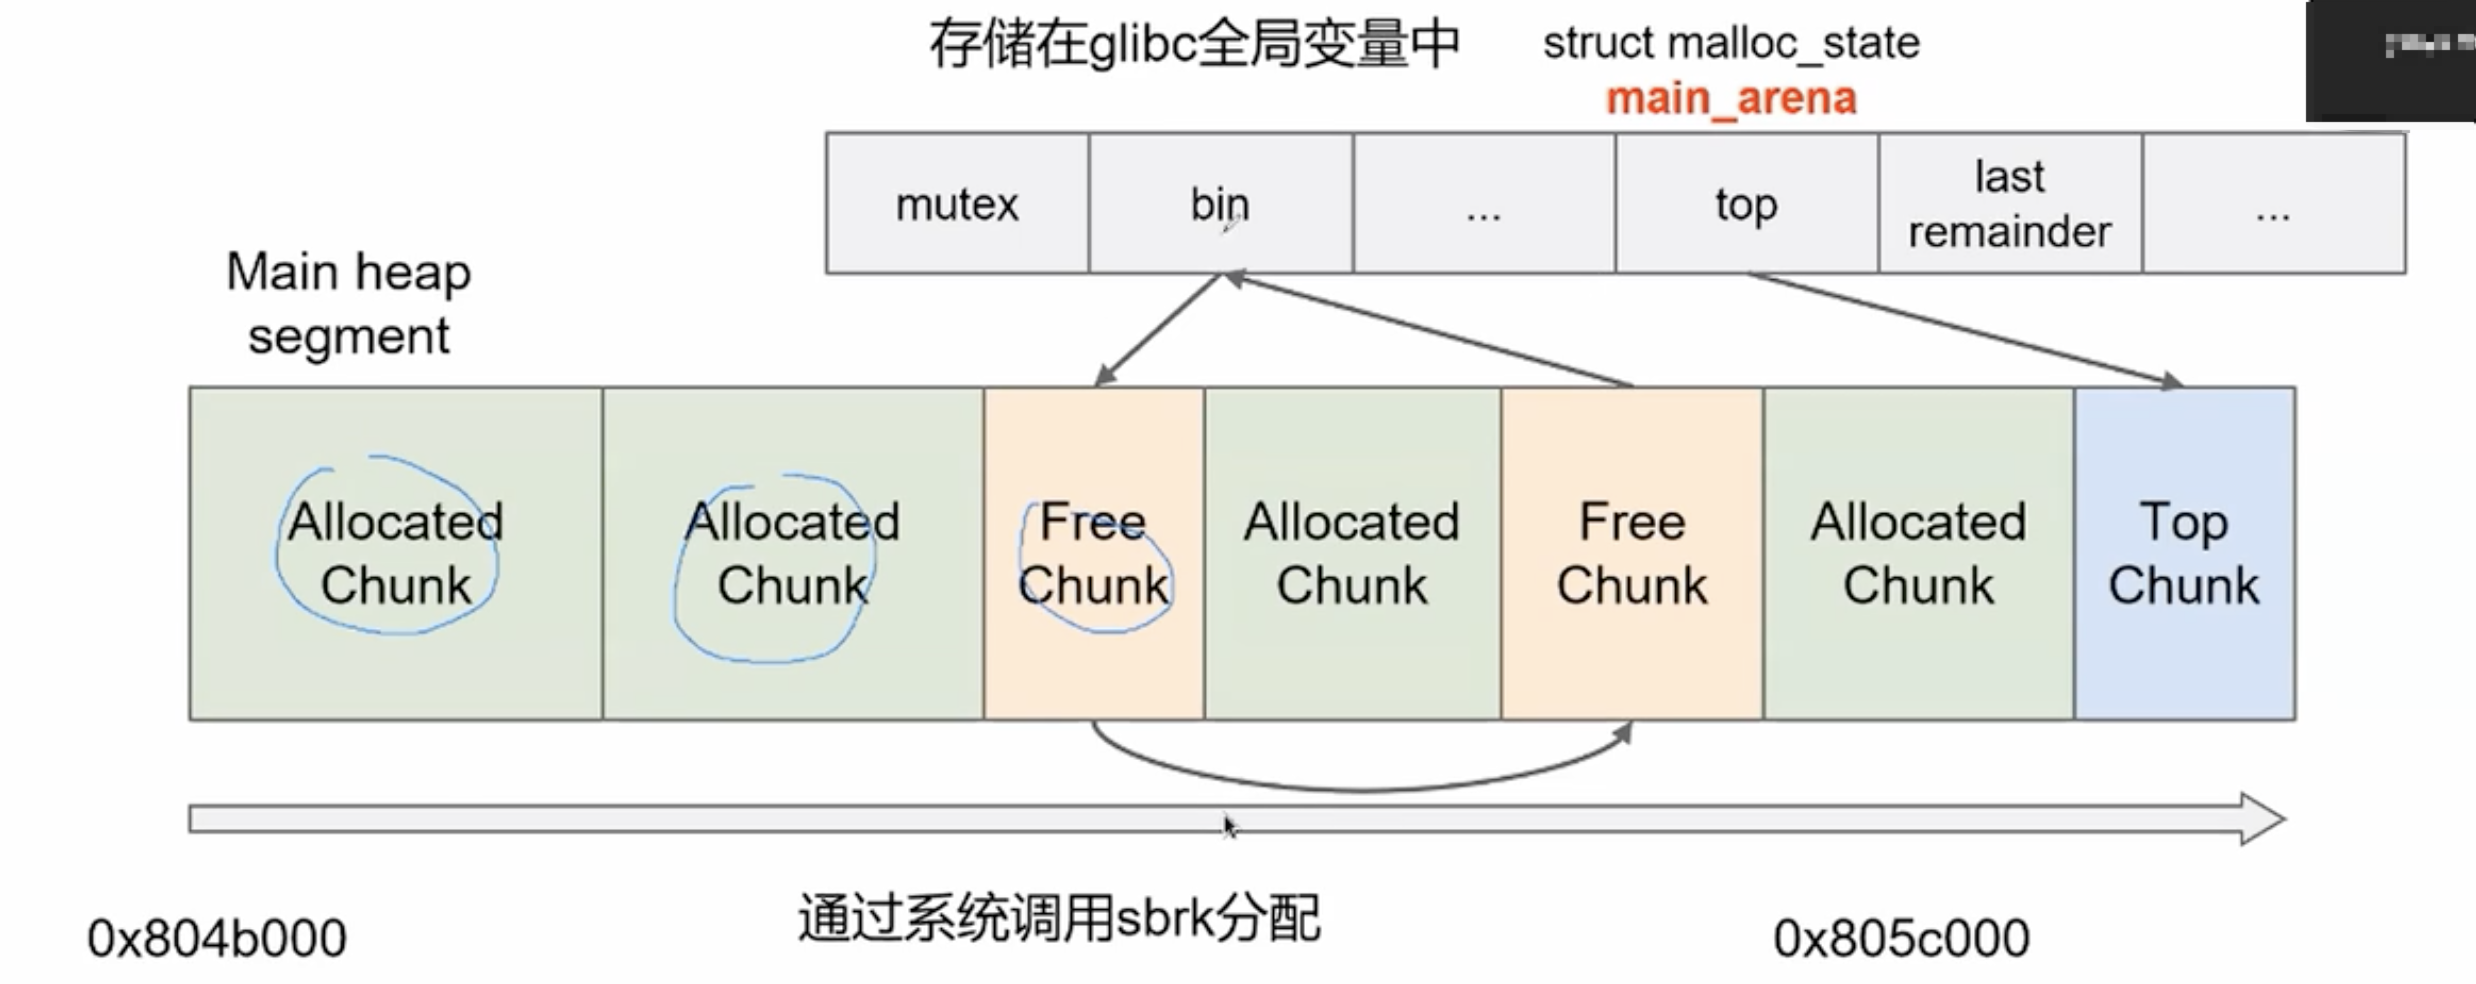 存储在glibc全局变量中
struct malloc_state
main_arena
mutex
bin
...
top
last
remainder
...
Main heap
segment
Allocated
Chunk
Allocated
Chunk
Free
Chunk
Allocated
Chunk
Free
Chunk
Allocated
Chunk
Top
Chunk
0x804b000
通过系统调用sbrk分配
0x805c000